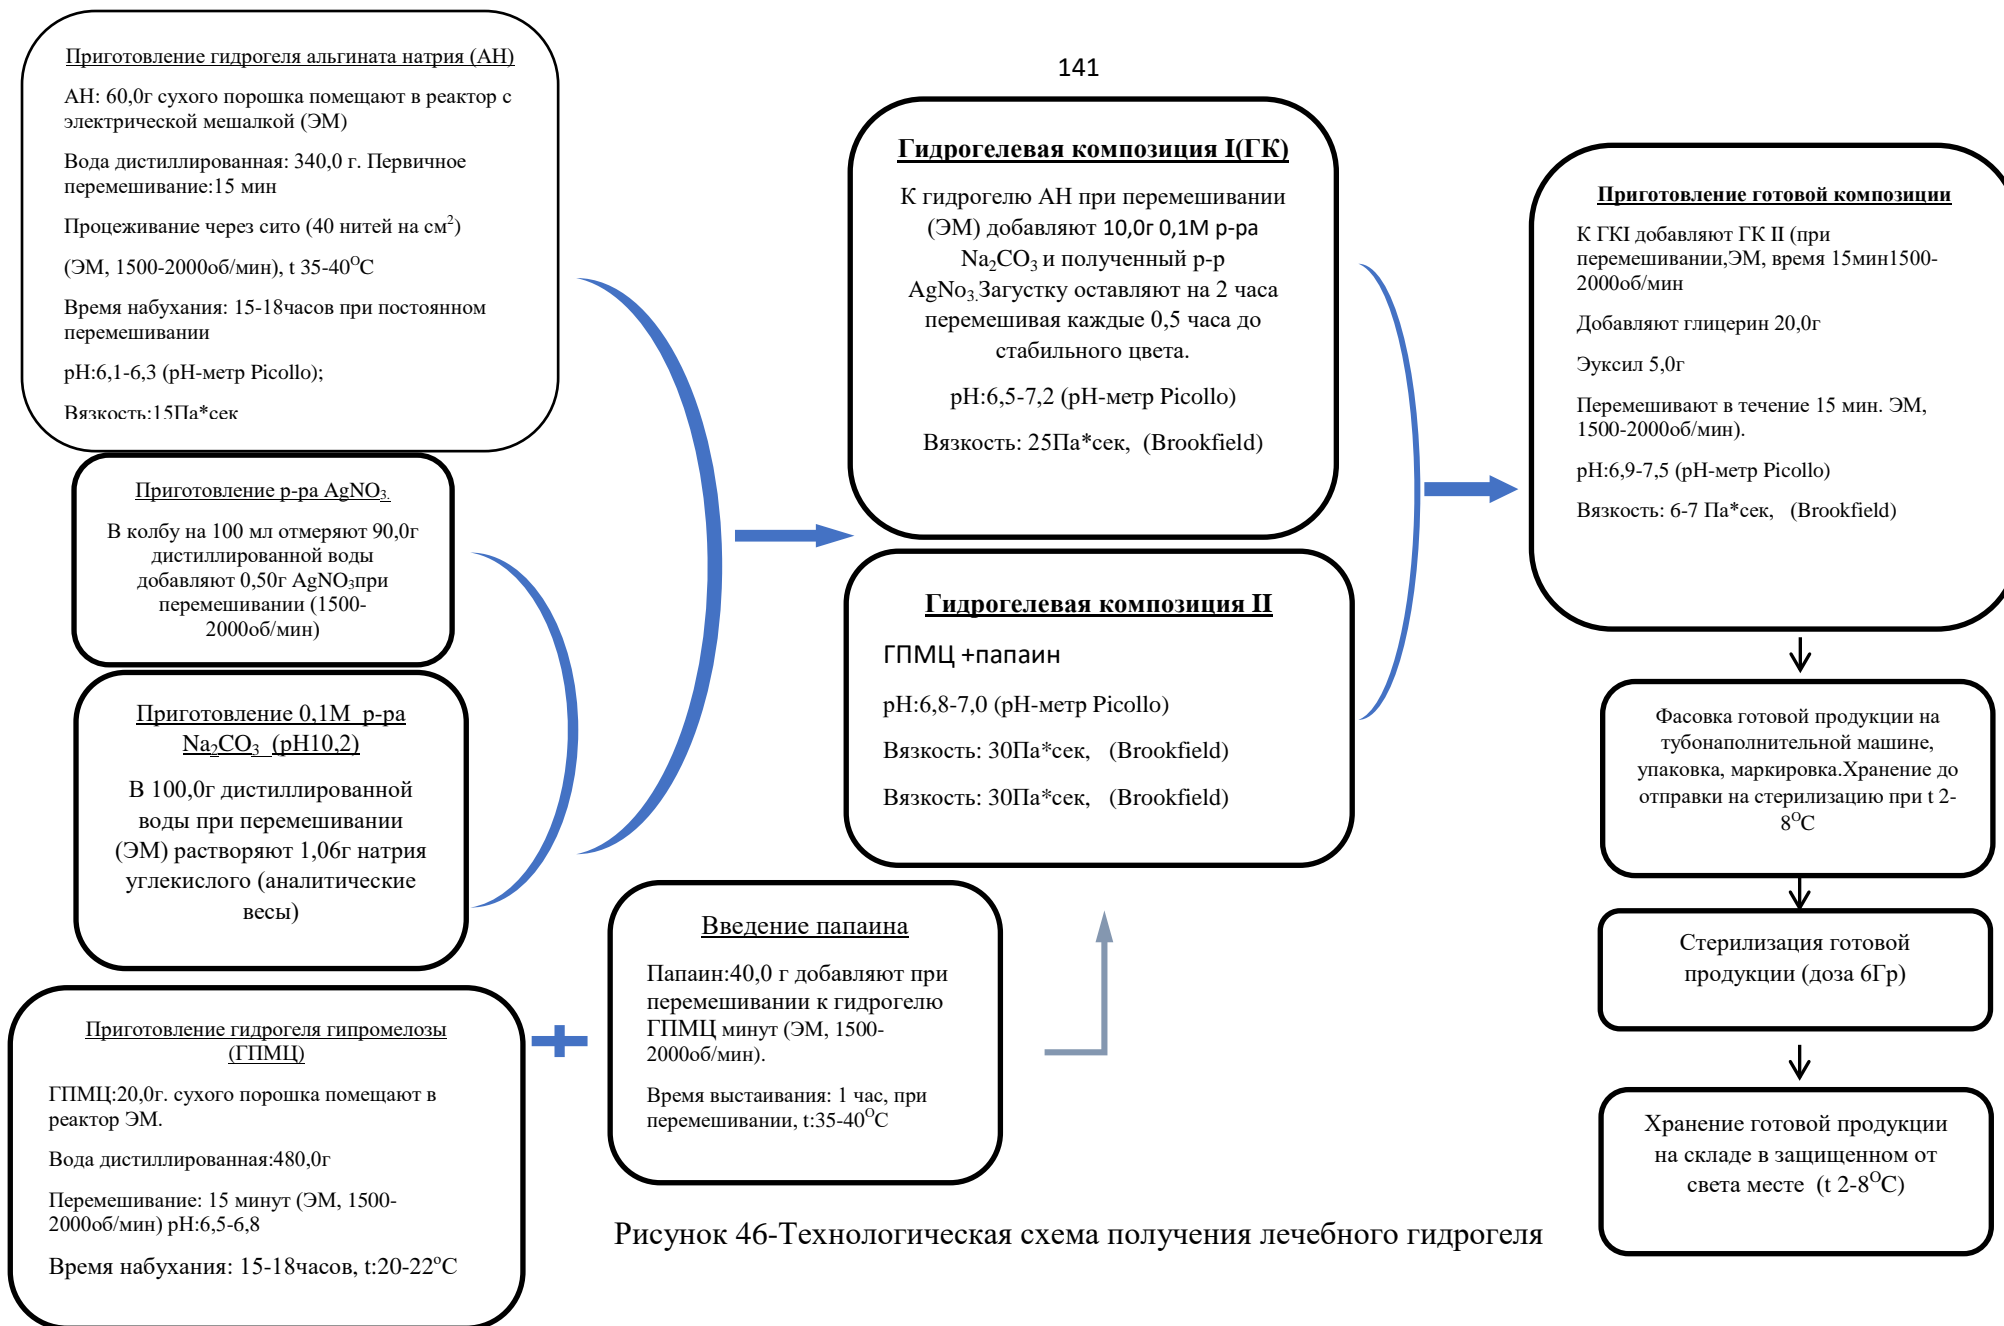 141
Приготовление гидрогеля альгината натрия (АН)
АН: 60,0г сухого порошка помещают в реактор с
электрической мешалкой (ЭМ)
Вода дистиллированная: 340,0 г. Первичное
перемешивание:15 мин
Процеживание через сито (40 нитей на см²)
(ЭМ, 1500-2000об/мин), t 35-40ᴼС
Время набухания: 15-18часов при постоянном
перемешивании
pH:6,1-6,3 (pH-метр Picollo);
Вязкость:15Па*сек
Приготовление р-ра AgNO₃.
В колбу на 100 мл отмеряют 90,0г
дистиллированной воды
добавляют 0,50г AgNO₃при
перемешивании (1500-
2000об/мин)
Приготовление 0,1М р-ра
Na₂CO₃ (pH10,2)
В 100,0г дистиллированной
воды при перемешивании
(ЭМ) растворяют 1,06г натрия
углекислого (аналитические
весы)
Приготовление гидрогеля гипромелозы
(ГПМЦ)
ГПМЦ:20,0г. сухого порошка помещают в
реактор ЭМ.
Вода дистиллированная:480,0г
Перемешивание: 15 минут (ЭМ, 1500-
2000об/мин) pH:6,5-6,8
Время набухания: 15-18часов, t:20-22ᵒС
Введение папаина
Папаин:40,0 г добавляют при
перемешивании к гидрогелю
ГПМЦ минут (ЭМ, 1500-
2000об/мин).
Время выстаивания: 1 час, при
перемешивании, t:35-40ᴼС
Гидрогелевая композиция I(ГК)
К гидрогелю АН при перемешивании
(ЭМ) добавляют 10,0г 0,1М р-ра
Na₂CO₃ и полученный р-р
AgNo₃.Загустку оставляют на 2 часа
перемешивая каждые 0,5 часа до
стабильного цвета.
pH:6,5-7,2 (pH-метр Picollo)
Вязкость: 25Па*сек, (Brookfield)
Гидрогелевая композиция II
ГПМЦ +папаин
pH:6,8-7,0 (pH-метр Picollo)
Вязкость: 30Па*сек, (Brookfield)
Вязкость: 30Па*сек, (Brookfield)
Приготовление готовой композиции
К ГКI добавляют ГК II (при
перемешивании,ЭМ, время 15мин1500-
2000об/мин
Добавляют глицерин 20,0г
Эуксил 5,0г
Перемешивают в течение 15 мин. ЭМ,
1500-2000об/мин).
pH:6,9-7,5 (pH-метр Picollo)
Вязкость: 6-7 Па*сек, (Brookfield)
Фасовка готовой продукции на
тубонаполнительной машине,
упаковка, маркировка.Хранение до
отправки на стерилизацию при t 2-
8ᴼС
Стерилизация готовой
продукции (доза 6Гр)
Хранение готовой продукции
на складе в защищенном от
света месте (t 2-8ᴼС)
Рисунок 46-Технологическая схема получения лечебного гидрогеля